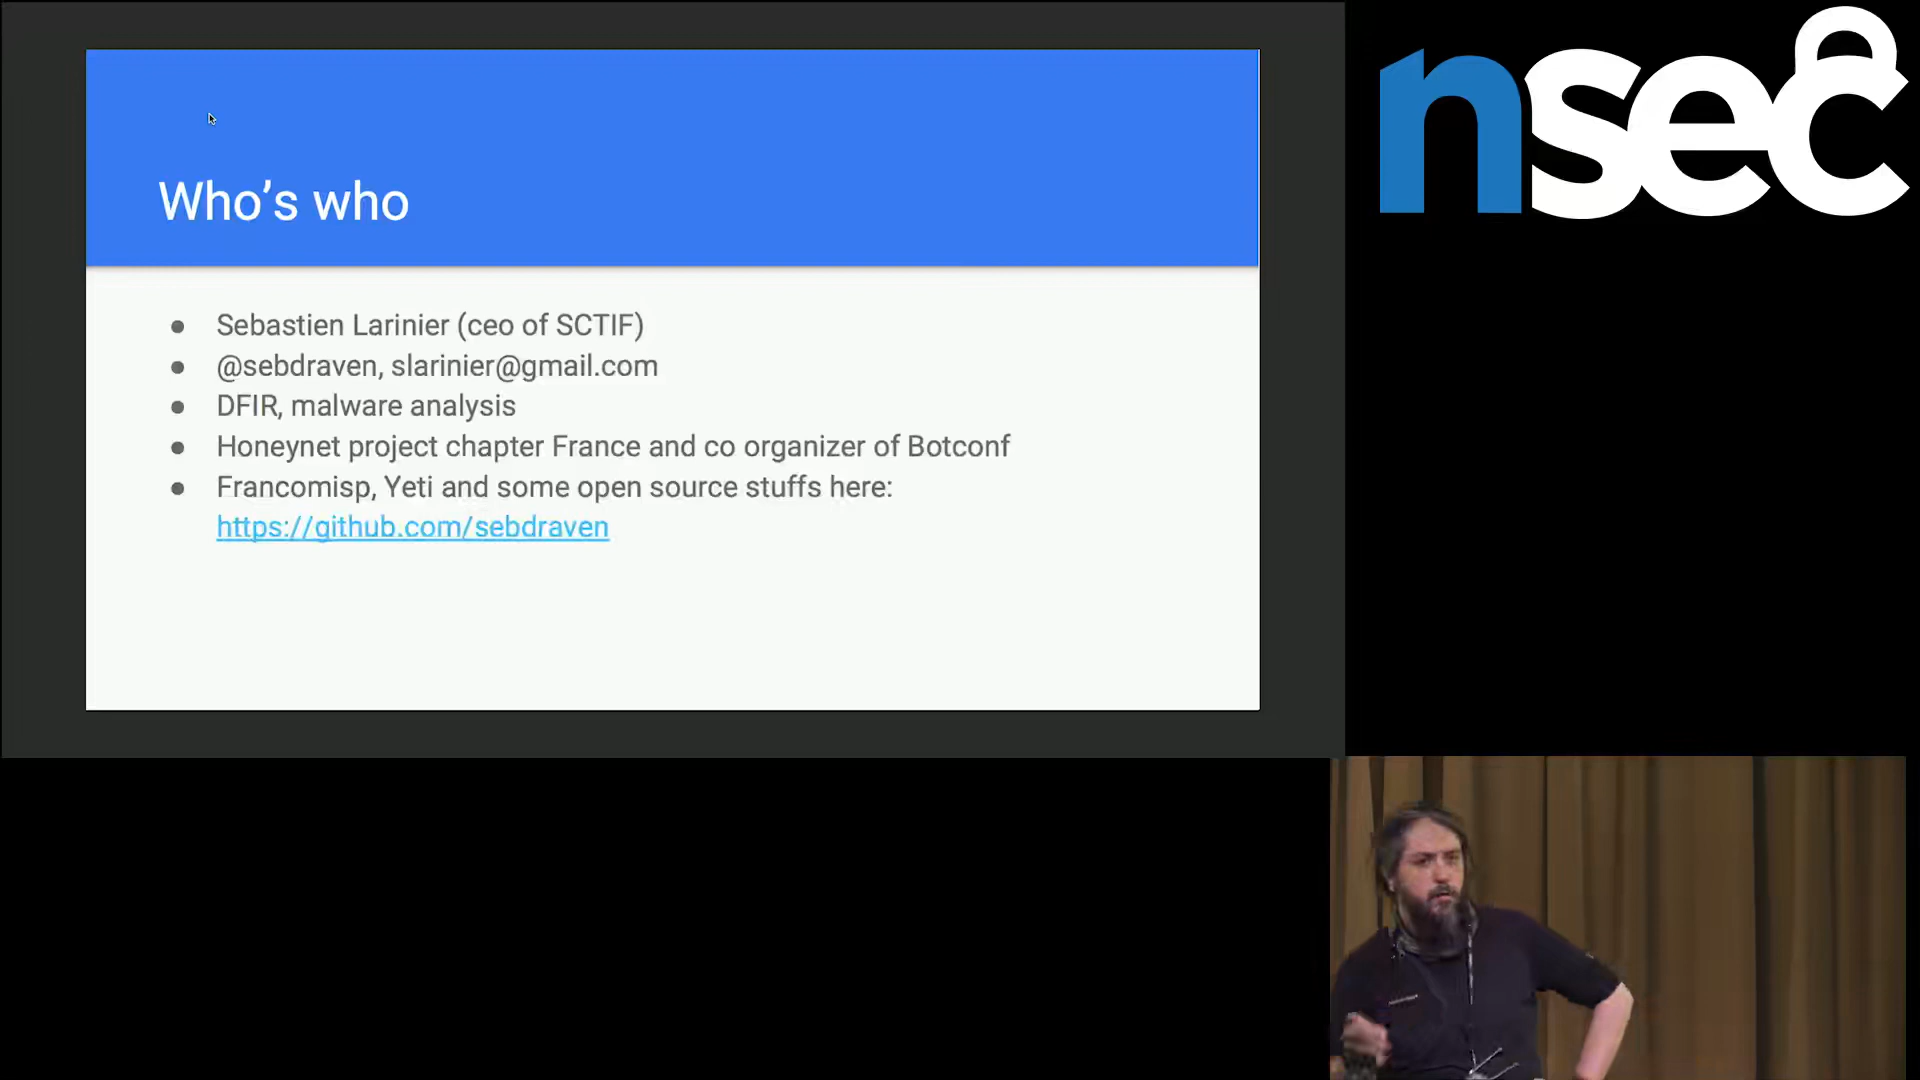 nsec
Who's who
Sebastien Larinier (ceo of SCTIF)
@sebdraven, slarinier@gmail.com
DFIR, malware analysis
Honeynet project chapter France and co organizer of Botconf
Francomisp, Yeti and some open source stuffs here:
https://github.com/sebdraven